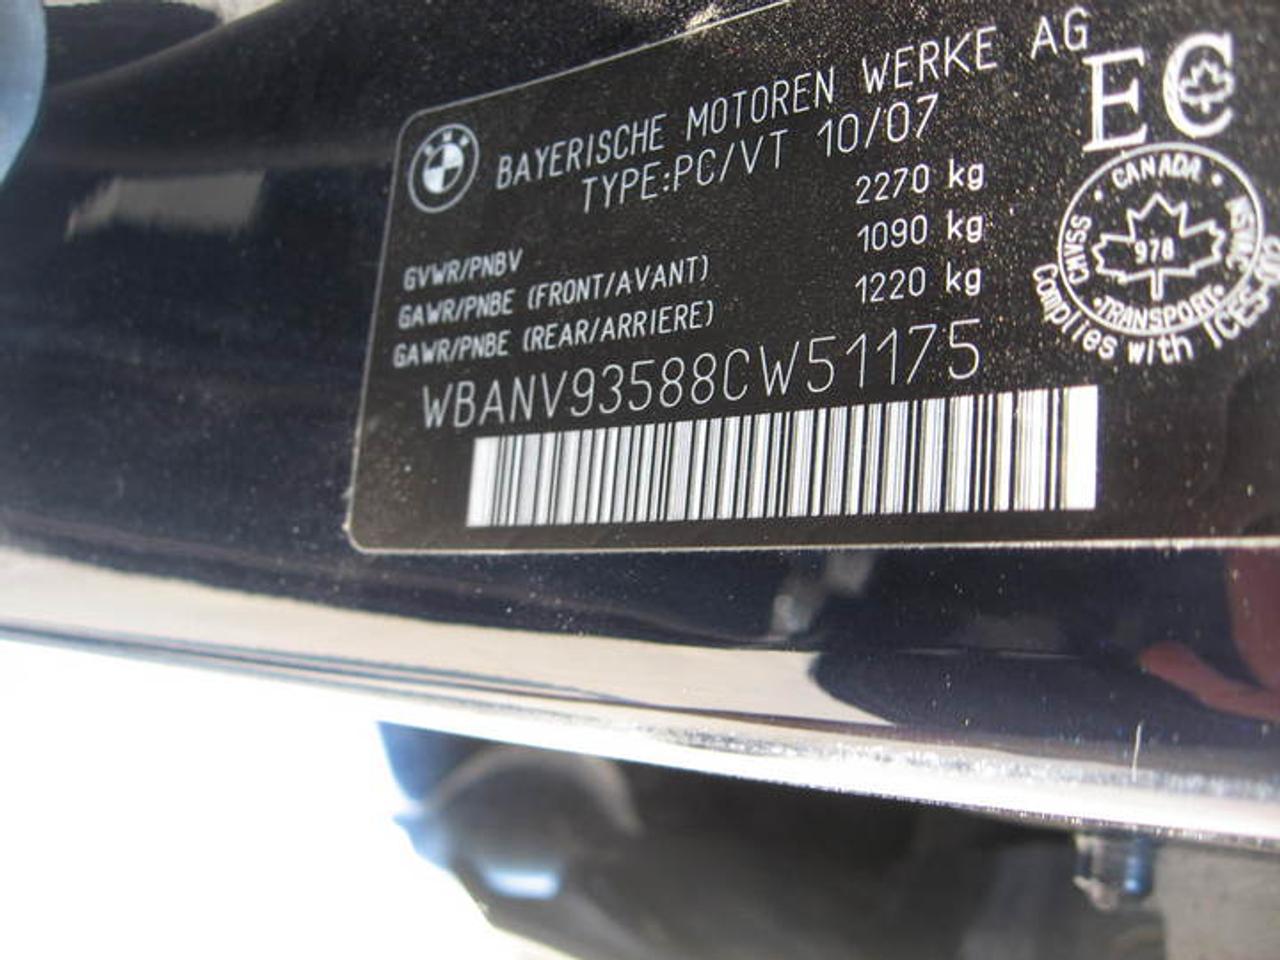 BAYERISCHE MOTOREN WERKE AG
TYPE:PC/VT 10/07
EC
GVWR/PNBV 2270 kg
GAWR/PNBE (FRONT/AVANT) 1090 kg
GAWR/PNBE (REAR/ARRIERE) 1220 kg
WBANV93588CW51175
CANADA
CMVSS
978
NSVAC
TRANSPORT
Complies with